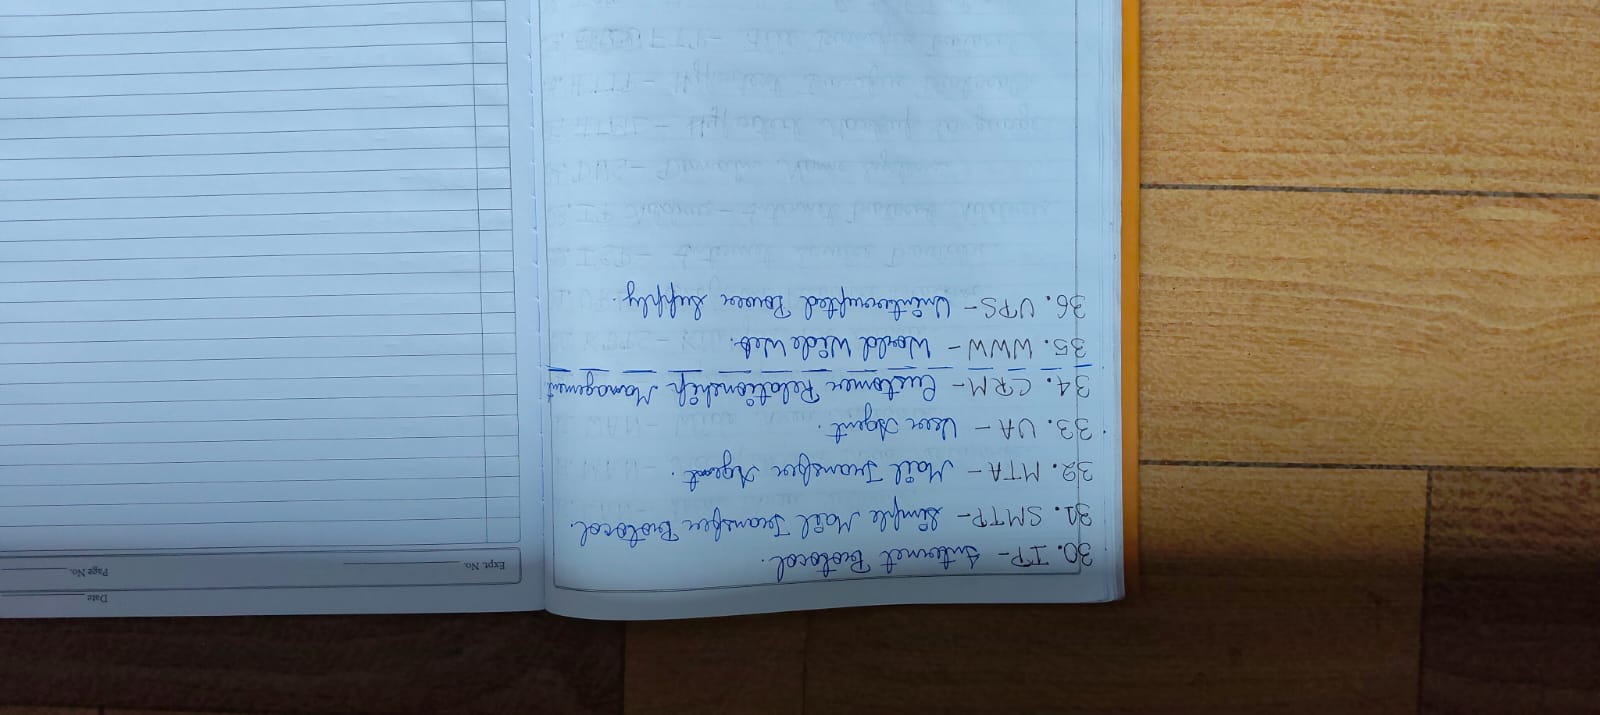 30. IP- Internet Protocol.
31. SMTP- Simple Mail Transfer Protocol.
32. MTA- Mail Transfer Agent.
33. UA- User Agent.
34. CRM- Customer Relationship Management
35. WWW- World Wide Web.
36. UPS- Uninterrupted Power Supply.
Date
Expt. No.
Page No.